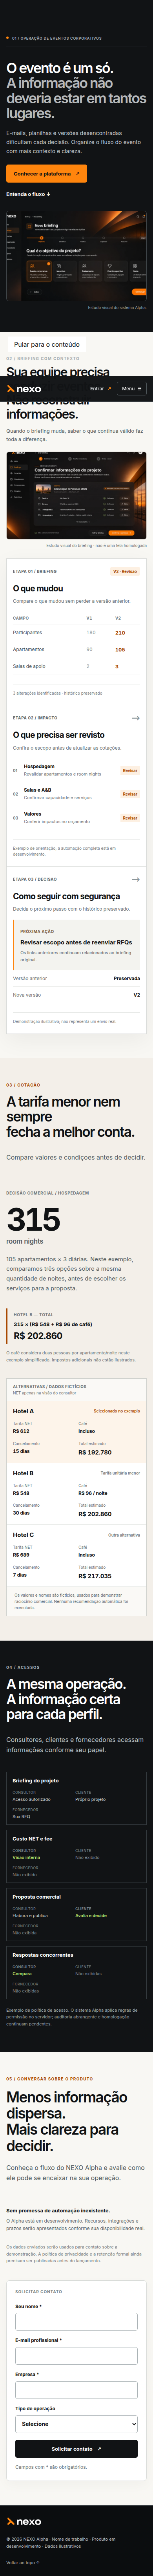 01 / OPERAÇÃO DE EVENTOS CORPORATIVOS
O evento é um só.
A informação não
deveria estar em tantos
lugares.
E-mails, planilhas e versões desencontradas
dificultam cada decisão. Organize o fluxo do evento
com mais contexto e clareza.
Conhecer a plataforma ↗
Entenda o fluxo ↓
Novo briefing
Qual é o objetivo do projeto?
Estudo visual do sistema Alpha.
Pular para o conteúdo
02 / BRIEFING COM CONTEXTO
Sua equipe precisa
nexo
Entrar ↗
Menu ☰
Não reconstruir
informações.
Quando o briefing muda, saber o que continua válido faz
toda a diferença.
Confirmar informações do projeto
Estudo visual do briefing · não é uma tela homologada
ETAPA 01 / BRIEFING
V2 · Revisão
O que mudou
Compare o que mudou sem perder a versão anterior.
CAMPO V1 V2
Participantes 180 210
Apartamentos 90 105
Salas de apoio 2 3
3 alterações identificadas · histórico preservado
ETAPA 02 / IMPACTO
O que precisa ser revisto
Confira o escopo antes de atualizar as cotações.
01 Hospedagem
Revalidar apartamentos e room nights
Revisar
02 Salas e A&B
Confirmar capacidade e serviços
Revisar
03 Valores
Conferir impactos no orçamento
Revisar
Exemplo de orientação; a automação completa está em
desenvolvimento.
ETAPA 03 / DECISÃO
Como seguir com segurança
Decida o próximo passo com o histórico preservado.
PRÓXIMA AÇÃO
Revisar escopo antes de reenviar RFQs
Os links anteriores continuam relacionados ao briefing
original.
Versão anterior Preservada
Nova versão V2
Demonstração ilustrativa, não representa um envio real.
03 / COTAÇÃO
A tarifa menor nem
sempre
fecha a melhor conta.
Compare valores e condições antes de decidir.
DECISÃO COMERCIAL / HOSPEDAGEM
315
room nights
105 apartamentos × 3 diárias. Neste exemplo,
comparamos três opções sobre a mesma
quantidade de noites, antes de escolher os
serviços para a proposta.
HOTEL B — TOTAL
315 × (R$ 548 + R$ 96 de café)
R$ 202.860
O café considera duas pessoas por apartamento/noite neste
exemplo simplificado. Impostos adicionais não estão ilustrados.
ALTERNATIVAS / DADOS FICTÍCIOS
NET apenas na visão do consultor
Hotel A
Selecionado no exemplo
Tarifa NET
R$ 612
Café
Incluso
Cancelamento
15 dias
Total estimado
R$ 192.780
Hotel B
Tarifa unitária menor
Tarifa NET
R$ 548
Café
R$ 96 / noite
Cancelamento
30 dias
Total estimado
R$ 202.860
Hotel C
Outra alternativa
Tarifa NET
R$ 689
Café
Incluso
Cancelamento
7 dias
Total estimado
R$ 217.035
Os valores e nomes são fictícios, usados para demonstrar
raciocínio comercial. Nenhuma recomendação automática foi
executada.
04 / ACESSOS
A mesma operação.
A informação certa
para cada perfil.
Consultores, clientes e fornecedores acessam
informações conforme seu papel.
Briefing do projeto
CONSULTOR
Acesso autorizado
CLIENTE
Próprio projeto
FORNECEDOR
Sua RFQ
Custo NET e fee
CONSULTOR
Visão interna
CLIENTE
Não exibido
FORNECEDOR
Não exibido
Proposta comercial
CONSULTOR
Elabora e publica
CLIENTE
Avalia e decide
FORNECEDOR
Não exibida
Respostas concorrentes
CONSULTOR
Compara
CLIENTE
Não exibidas
FORNECEDOR
Não exibidas
Exemplo de política de acesso. O sistema Alpha aplica regras de
permissão no servidor; auditoria abrangente e homologação
continuam pendentes.
05 / CONVERSAR SOBRE O PRODUTO
Menos informação
dispersa.
Mais clareza para
decidir.
Conheça o fluxo do NEXO Alpha e avalie como
ele pode se encaixar na sua operação.
Sem promessa de automação inexistente.
O Alpha está em desenvolvimento. Recursos, integrações e
prazos serão apresentados conforme sua disponibilidade real.
Os dados enviados serão usados para contato sobre a
demonstração. A política de privacidade e a retenção formal ainda
precisam ser publicadas antes do lançamento.
SOLICITAR CONTATO
Seu nome *
E-mail profissional *
Empresa *
Tipo de operação
Selecione
Solicitar contato ↗
Campos com * são obrigatórios.
nexo
© 2026 NEXO Alpha · Nome de trabalho · Produto em
desenvolvimento · Dados ilustrativos
Voltar ao topo ↑